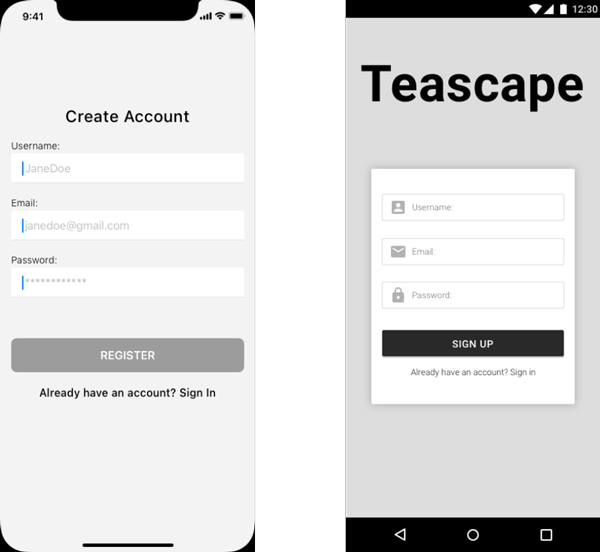 9:41
Create Account
Username:
JaneDoe
Email:
janedoe@gmail.com
Password:
************
REGISTER
Already have an account? Sign In
12:30
Teascape
Username:
Email:
Password:
SIGN UP
Already have an account? Sign in